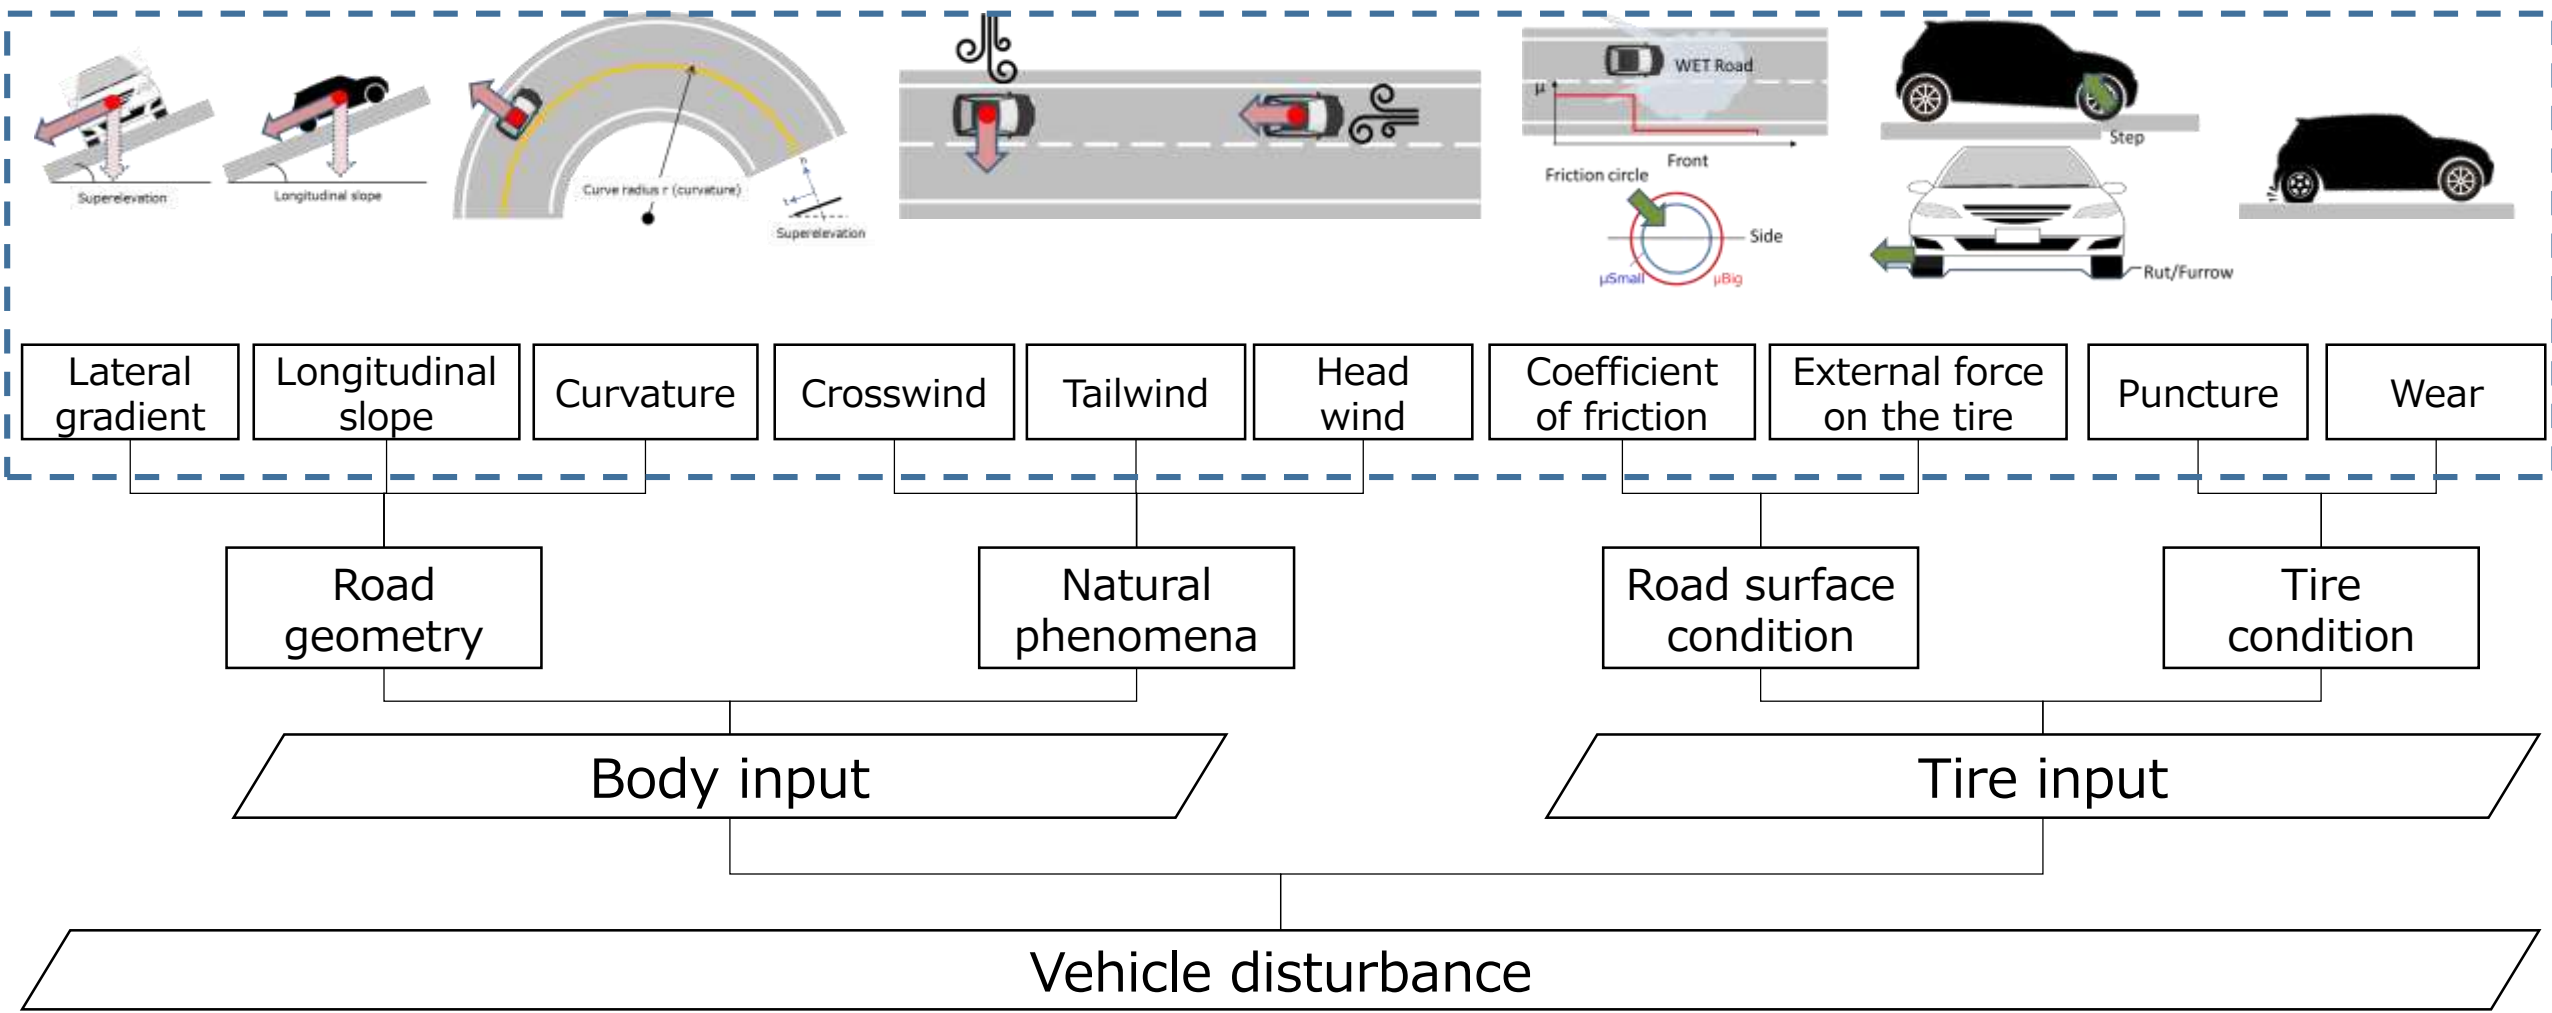 Superelevation
Longitudinal slope
Curve radius r (curvature)
n
t
Superelevation
WET Road
μ
Front
Friction circle
Side
μSmall
μBig
Step
Rut/Furrow
Lateral
gradient
Longitudinal
slope
Curvature
Crosswind
Tailwind
Head
wind
Coefficient
of friction
External force
on the tire
Puncture
Wear
Road
geometry
Natural
phenomena
Road surface
condition
Tire
condition
Body input
Tire input
Vehicle disturbance